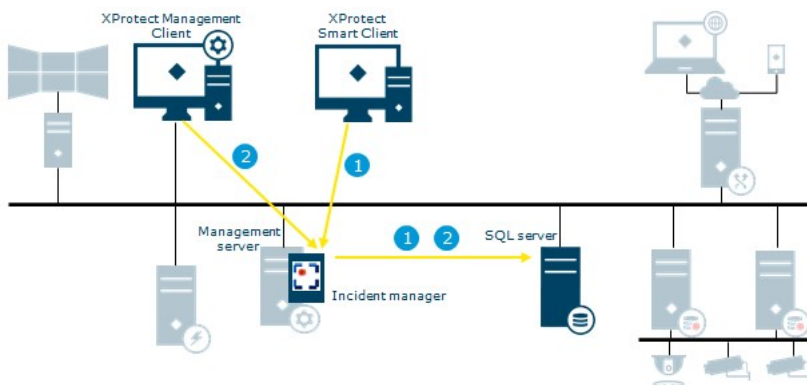 XProtect Management
Client
XProtect
Smart Client
2
1
Management
server
1 2
SQL server
Incident manager